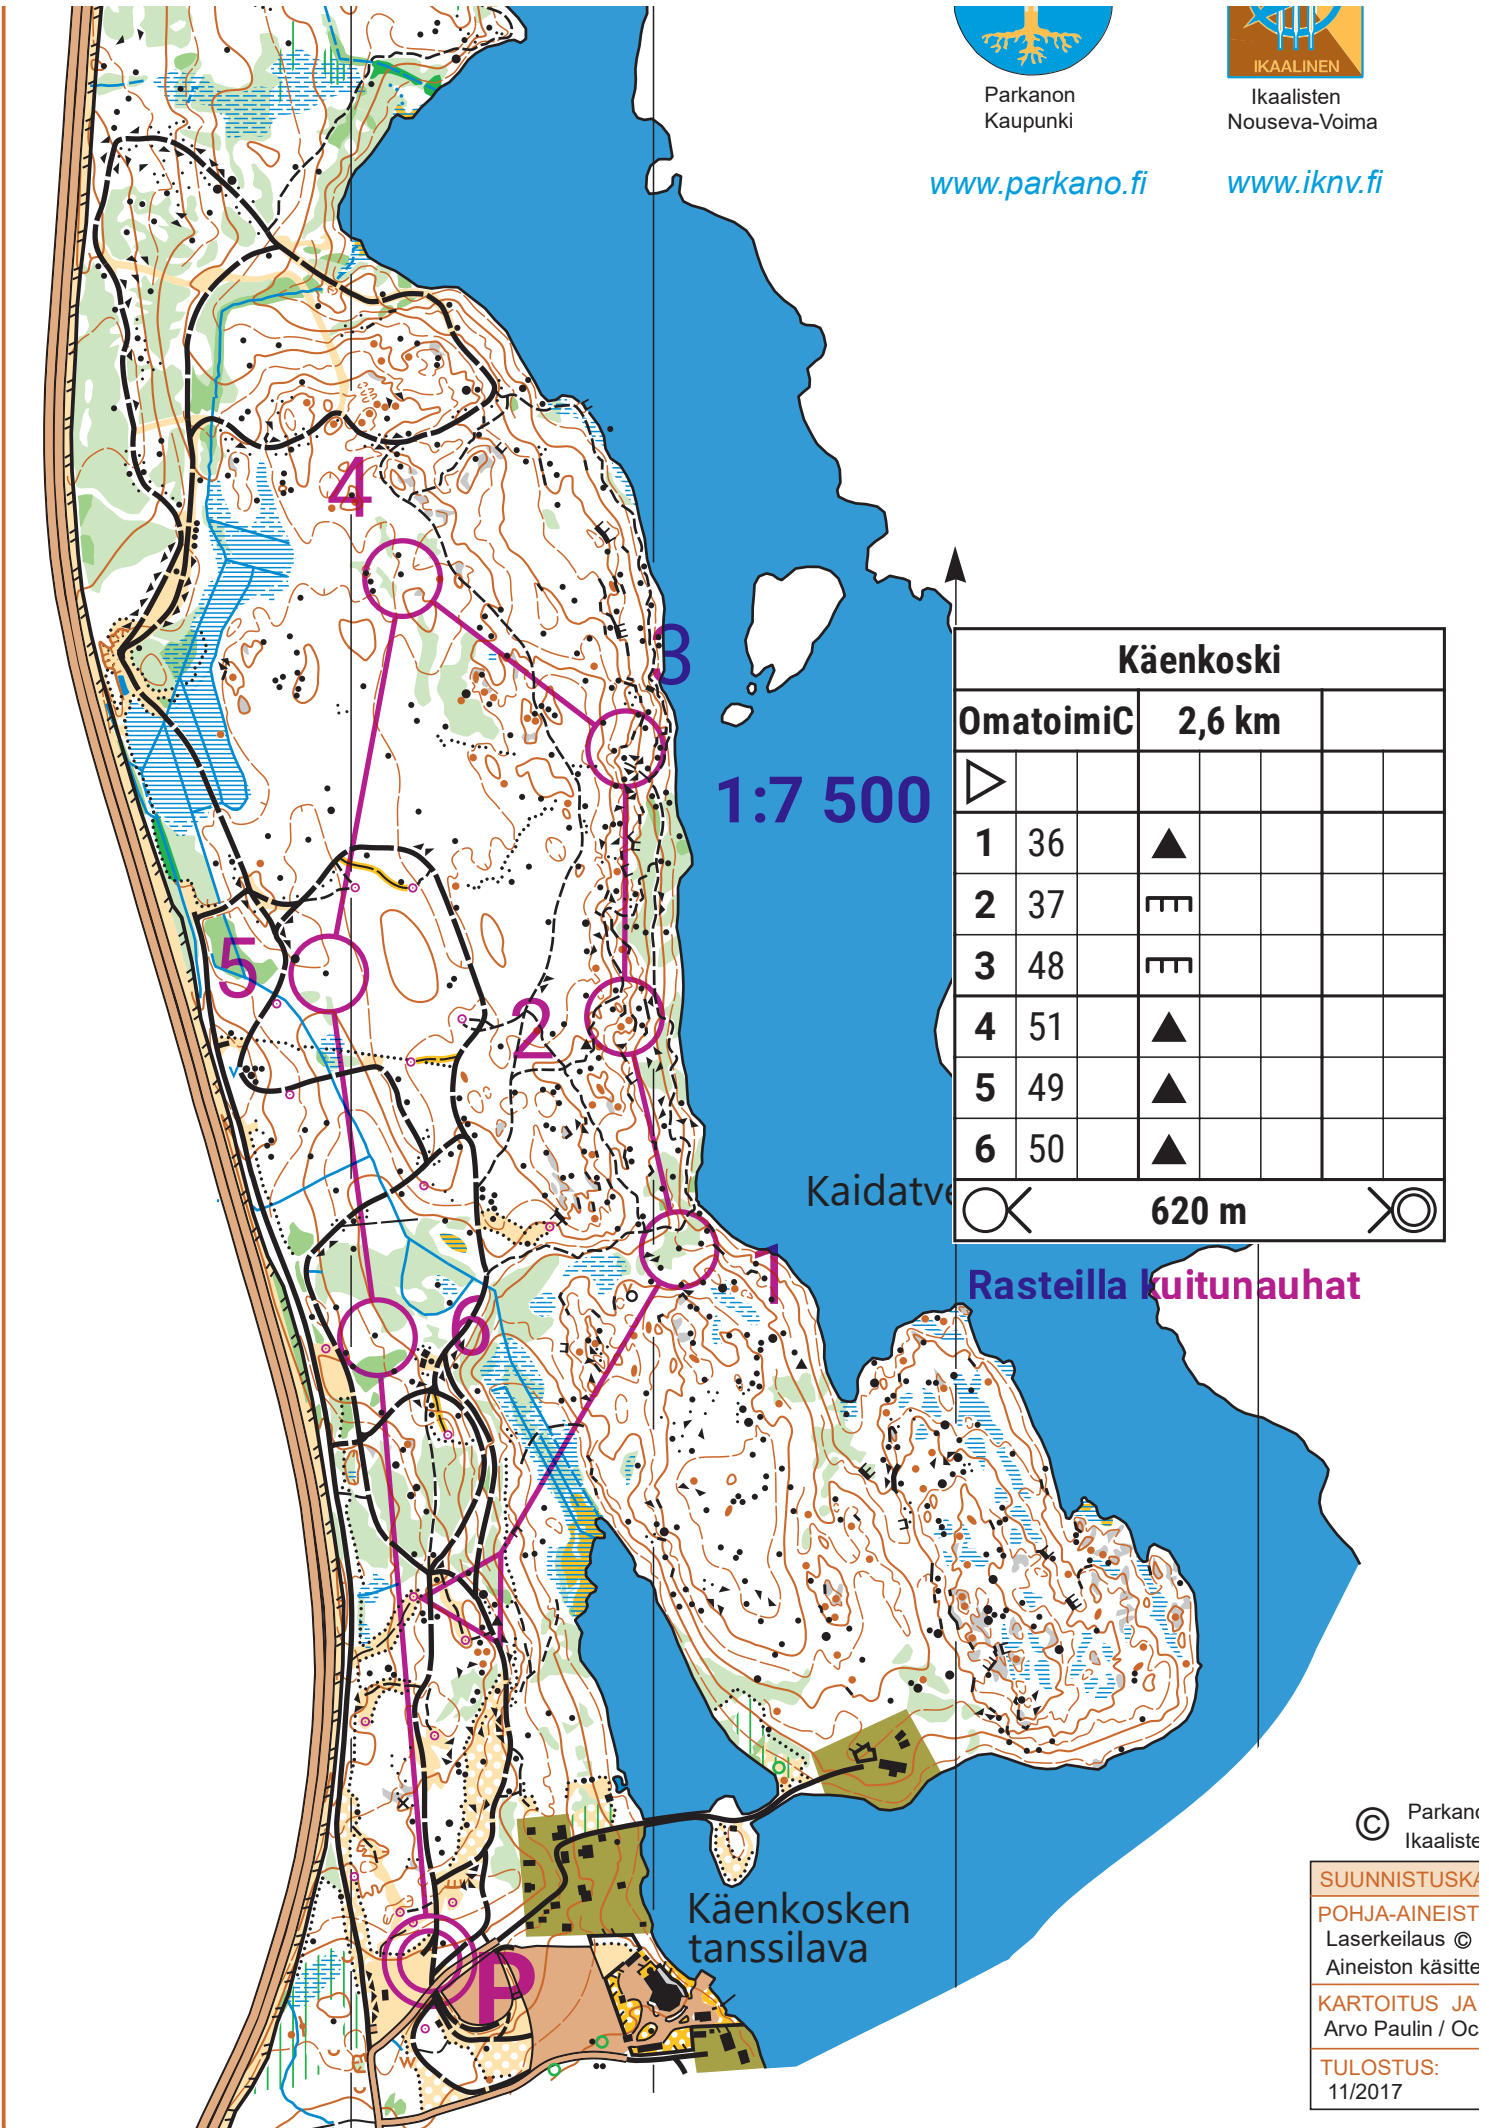 IKAALINEN
Parkanon
Kaupunki
Ikaalisten
Nouseva-Voima
www.parkano.fi
www.iknv.fi
4
3
1:7 500
5
2
1
6
P
Käenkoski
OmatoimiC 2,6 km
1 36
2 37
3 48
4 51
5 49
6 50
620 m
Kaidatve
Rasteilla kuitunauhat
Käenkosken
tanssilava
© Parkano
Ikaaliste
SUUNNISTUSKA
POHJA-AINEIST
Laserkeilaus ©
Aineiston käsitte
KARTOITUS JA
Arvo Paulin / Oc
TULOSTUS:
11/2017